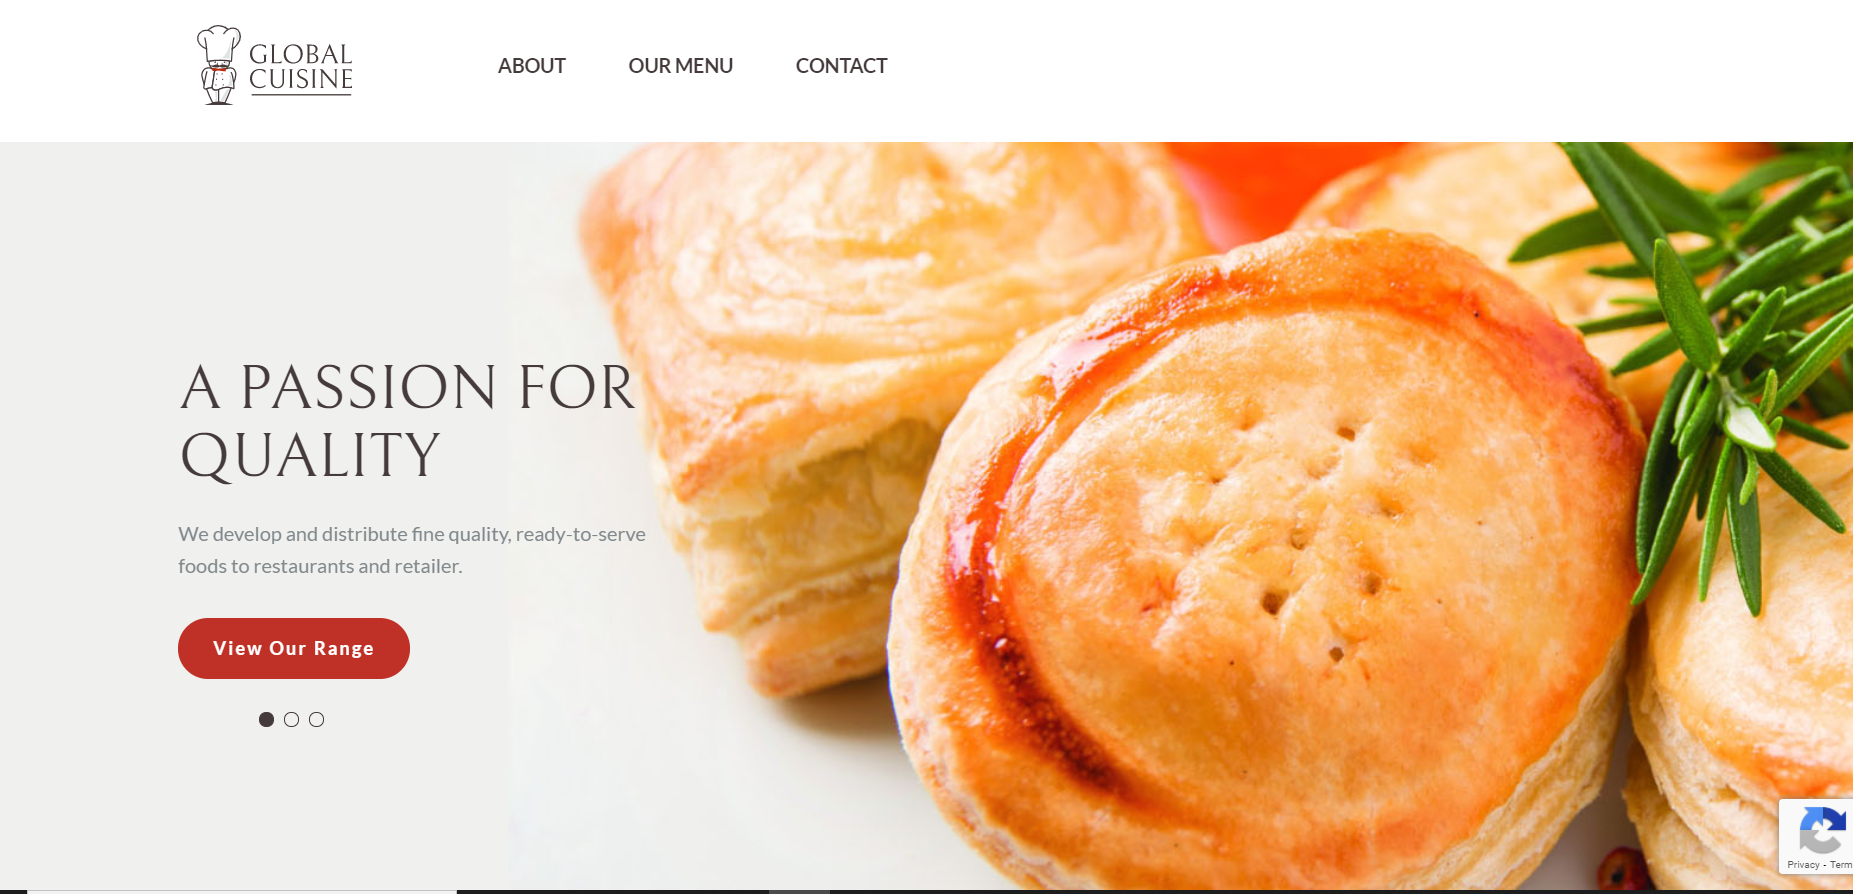 GLOBAL
CUISINE
ABOUT
OUR MENU
CONTACT
A PASSION FOR
QUALITY
We develop and distribute fine quality, ready-to-serve
foods to restaurants and retailer.
View Our Range
Privacy - Term